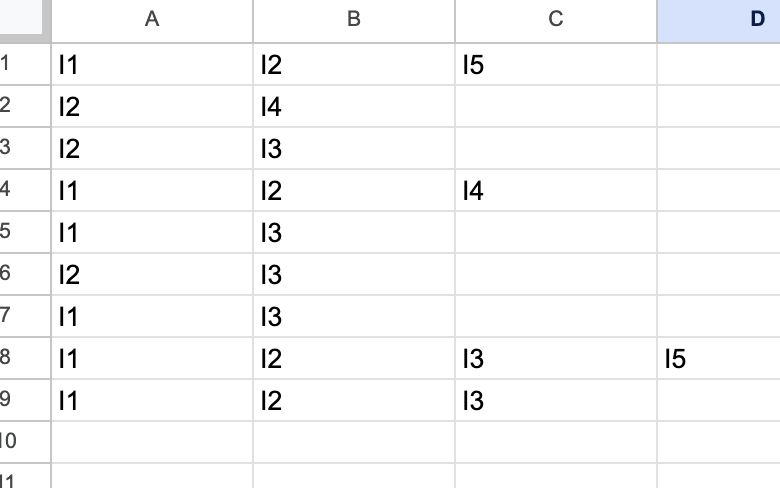 A B C D
1 I1 I2 I5
2 I2 I4
3 I2 I3
4 I1 I2 I4
5 I1 I3
6 I2 I3
7 I1 I3
8 I1 I2 I3 I5
9 I1 I2 I3
10
11